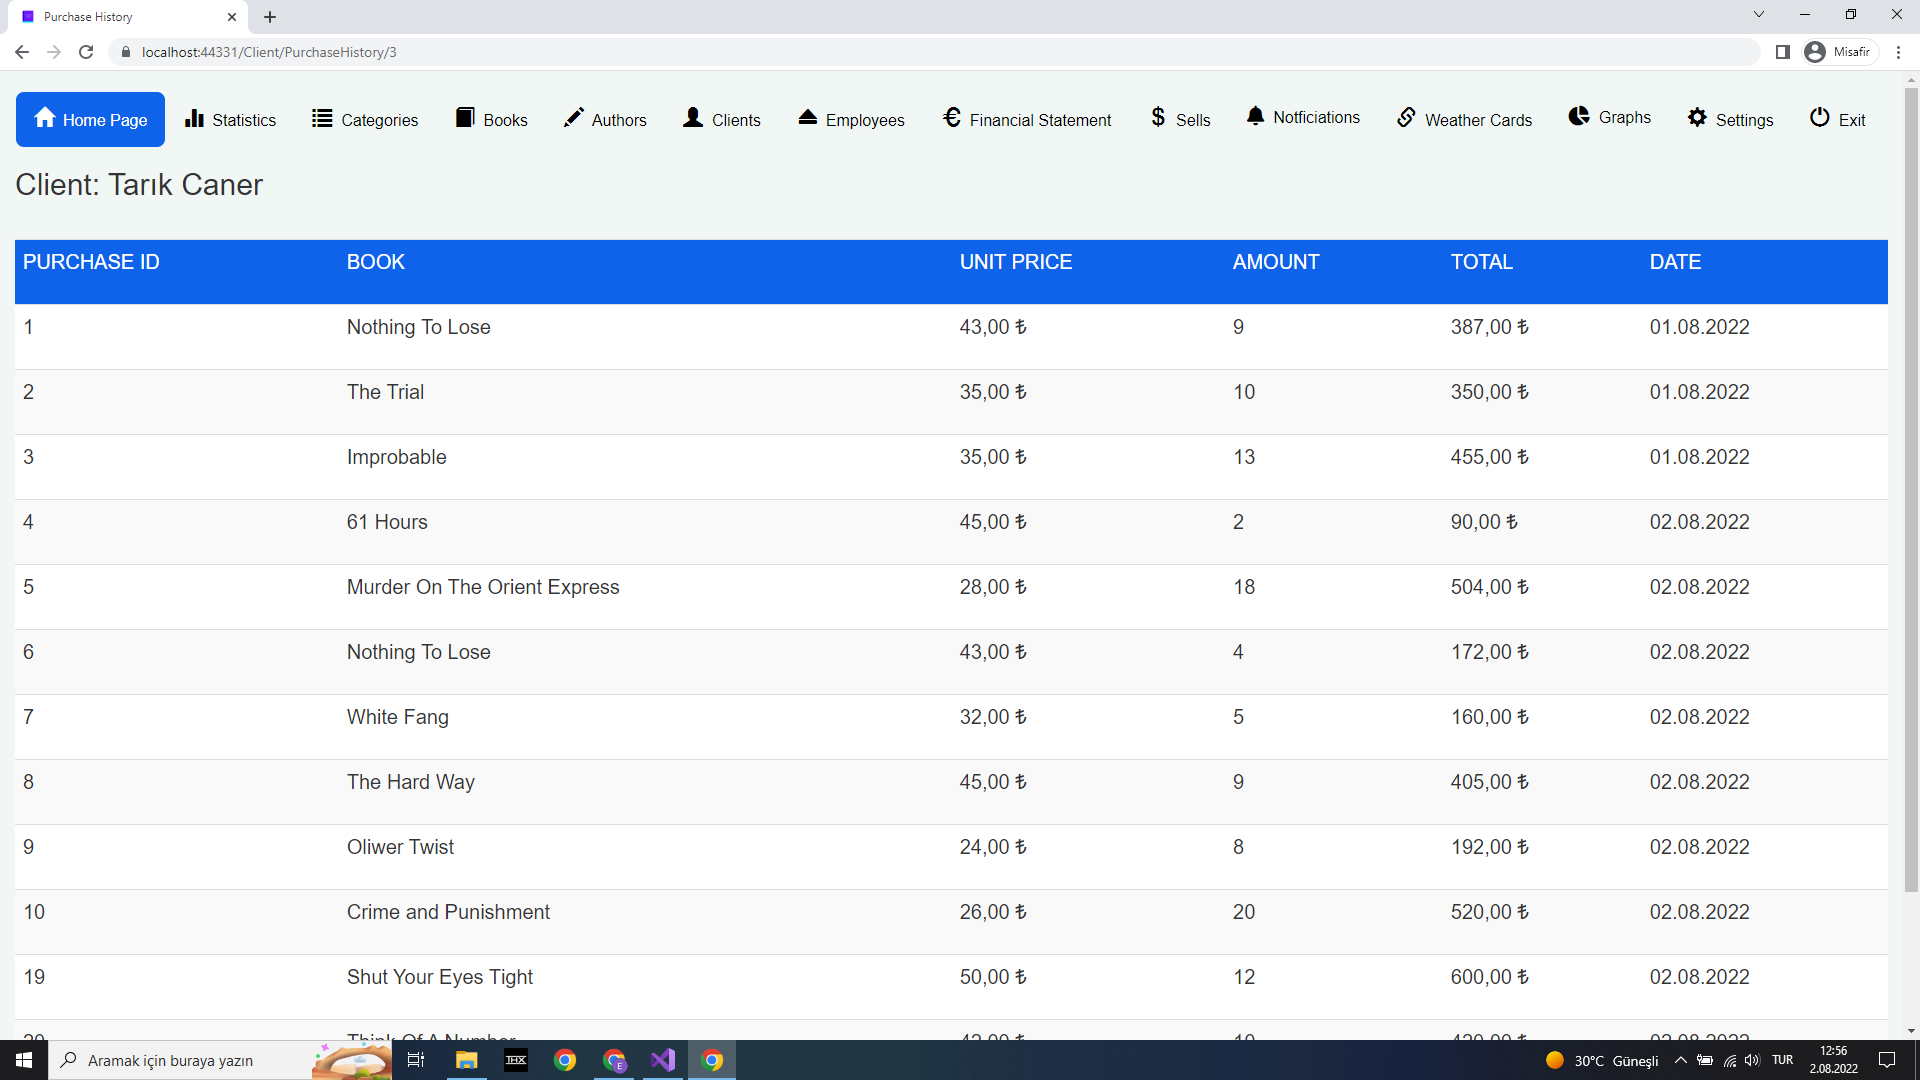 Purchase History
localhost:44331/Client/PurchaseHistory/3
Misafir
Home Page Statistics Categories Books Authors Clients Employees Financial Statement Sells Notficiations Weather Cards Graphs Settings Exit
Client: Tarık Caner
PURCHASE ID BOOK UNIT PRICE AMOUNT TOTAL DATE
1 Nothing To Lose 43,00 ₺ 9 387,00 ₺ 01.08.2022
2 The Trial 35,00 ₺ 10 350,00 ₺ 01.08.2022
3 Improbable 35,00 ₺ 13 455,00 ₺ 01.08.2022
4 61 Hours 45,00 ₺ 2 90,00 ₺ 02.08.2022
5 Murder On The Orient Express 28,00 ₺ 18 504,00 ₺ 02.08.2022
6 Nothing To Lose 43,00 ₺ 4 172,00 ₺ 02.08.2022
7 White Fang 32,00 ₺ 5 160,00 ₺ 02.08.2022
8 The Hard Way 45,00 ₺ 9 405,00 ₺ 02.08.2022
9 Oliwer Twist 24,00 ₺ 8 192,00 ₺ 02.08.2022
10 Crime and Punishment 26,00 ₺ 20 520,00 ₺ 02.08.2022
19 Shut Your Eyes Tight 50,00 ₺ 12 600,00 ₺ 02.08.2022
Think Of A Number
Aramak için buraya yazın THX E 30°C Güneşli TUR 12:56
2.08.2022